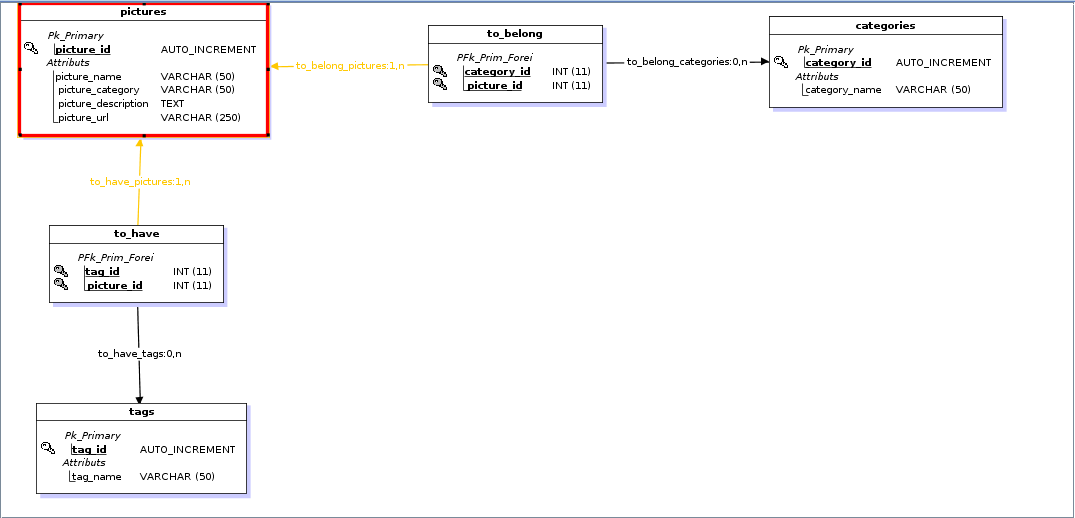 pictures
Pk_Primary
picture_id AUTO_INCREMENT
Attributs
picture_name VARCHAR (50)
picture_category VARCHAR (50)
picture_description TEXT
picture_url VARCHAR (250)
to_belong_pictures:1,n
to_belong
PFk_Prim_Forei
category_id INT (11)
picture_id INT (11)
to_belong_categories:0,n
categories
Pk_Primary
category_id AUTO_INCREMENT
Attributs
category_name VARCHAR (50)
to_have_pictures:1,n
to_have
PFk_Prim_Forei
tag_id INT (11)
picture_id INT (11)
to_have_tags:0,n
tags
Pk_Primary
tag_id AUTO_INCREMENT
Attributs
tag_name VARCHAR (50)